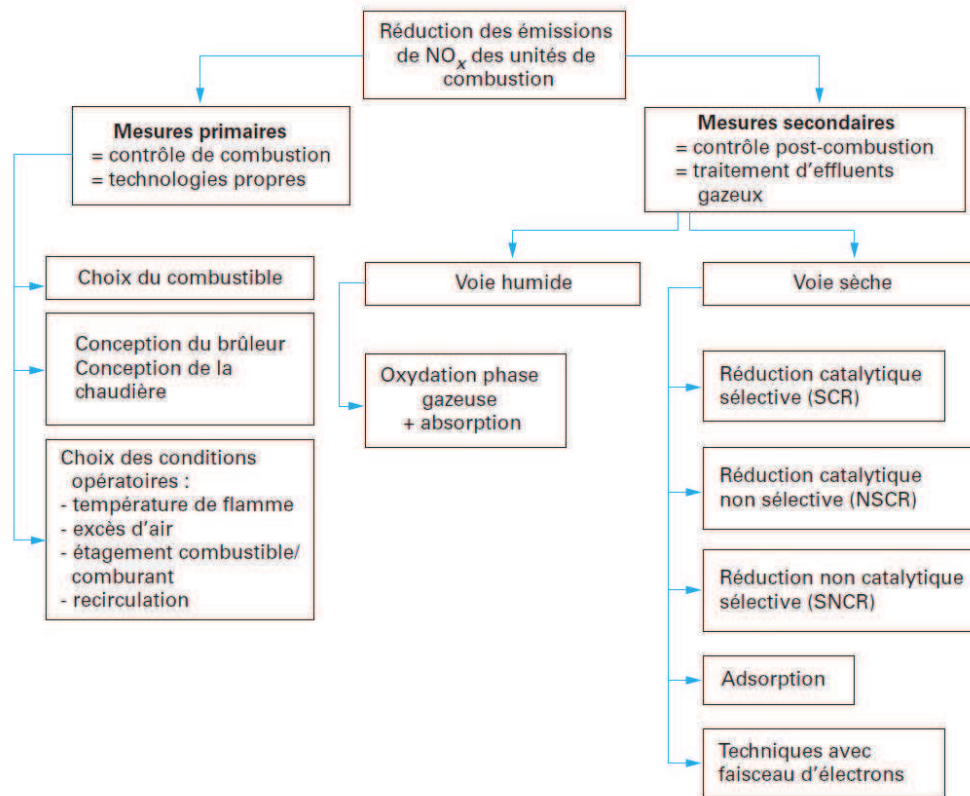 Réduction des émissions
de NOx des unités de
combustion
Mesures primaires
= contrôle de combustion
= technologies propres
Mesures secondaires
= contrôle post-combustion
= traitement d’effluents
gazeux
Choix du combustible
Conception du brûleur
Conception de la
chaudière
Choix des conditions
opératoires :
- température de flamme
- excès d’air
- étagement combustible/
comburant
- recirculation
Voie humide
Oxydation phase
gazeuse
+ absorption
Voie sèche
Réduction catalytique
sélective (SCR)
Réduction catalytique
non sélective (NSCR)
Réduction non catalytique
sélective (SNCR)
Adsorption
Techniques avec
faisceau d’électrons